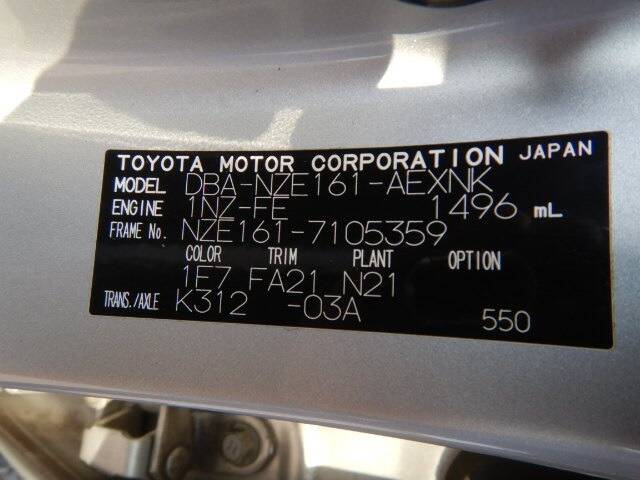 TOYOTA MOTOR CORPORATION JAPAN
MODEL DBA-NZE161-AEXNK
ENGINE 1NZ-FE 1496 mL
FRAME No. NZE161-7105359
COLOR TRIM PLANT OPTION
1F7 FA21 N21
TRANS./AXLE K312 -03A
550